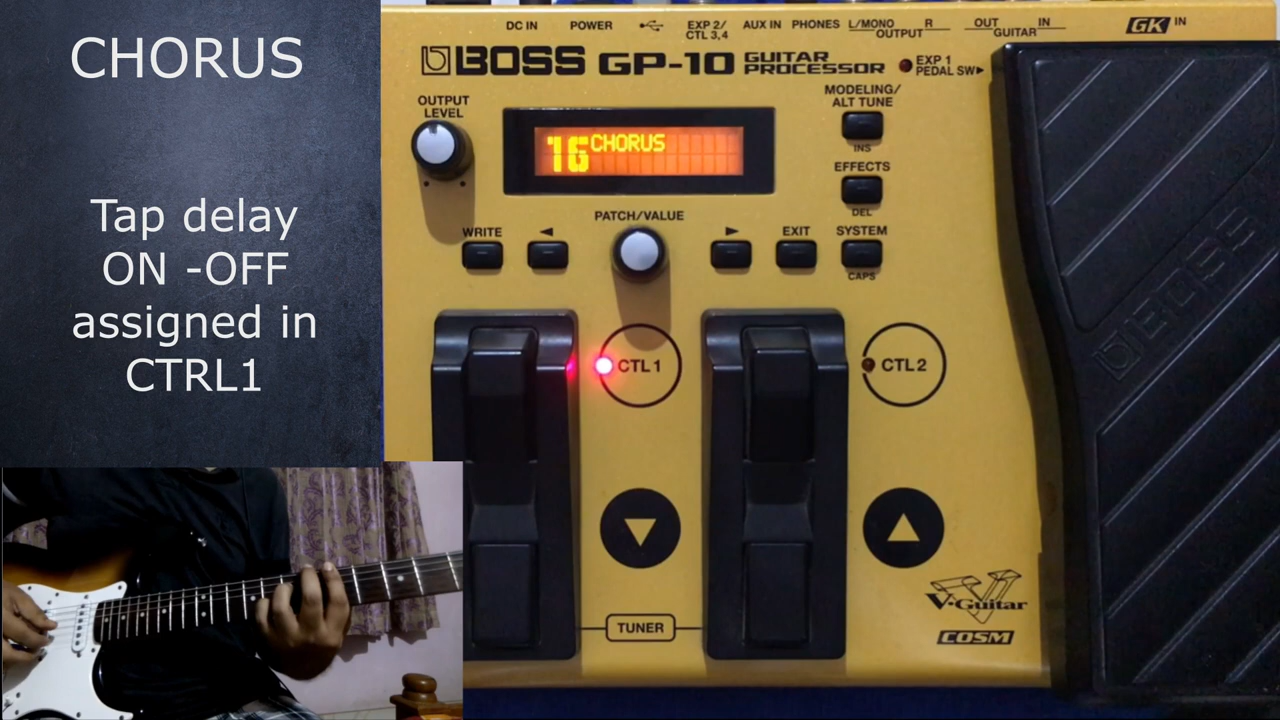 CHORUS
Tap delay
ON -OFF
assigned in
CTRL1
DC IN
POWER
EXP 2/
CTL 3,4
AUX IN
PHONES
L/MONO
R
OUTPUT
OUT
IN
GUITAR
GK IN
BOSS GP-10 GUITAR
PROCESSOR
EXP 1
PEDAL SW
OUTPUT
LEVEL
16 CHORUS
MODELING/
ALT TUNE
INS
EFFECTS
DEL
PATCH/VALUE
WRITE
EXIT
SYSTEM
CAPS
CTL 1
CTL 2
BOSS
V-Guitar
COSM
TUNER